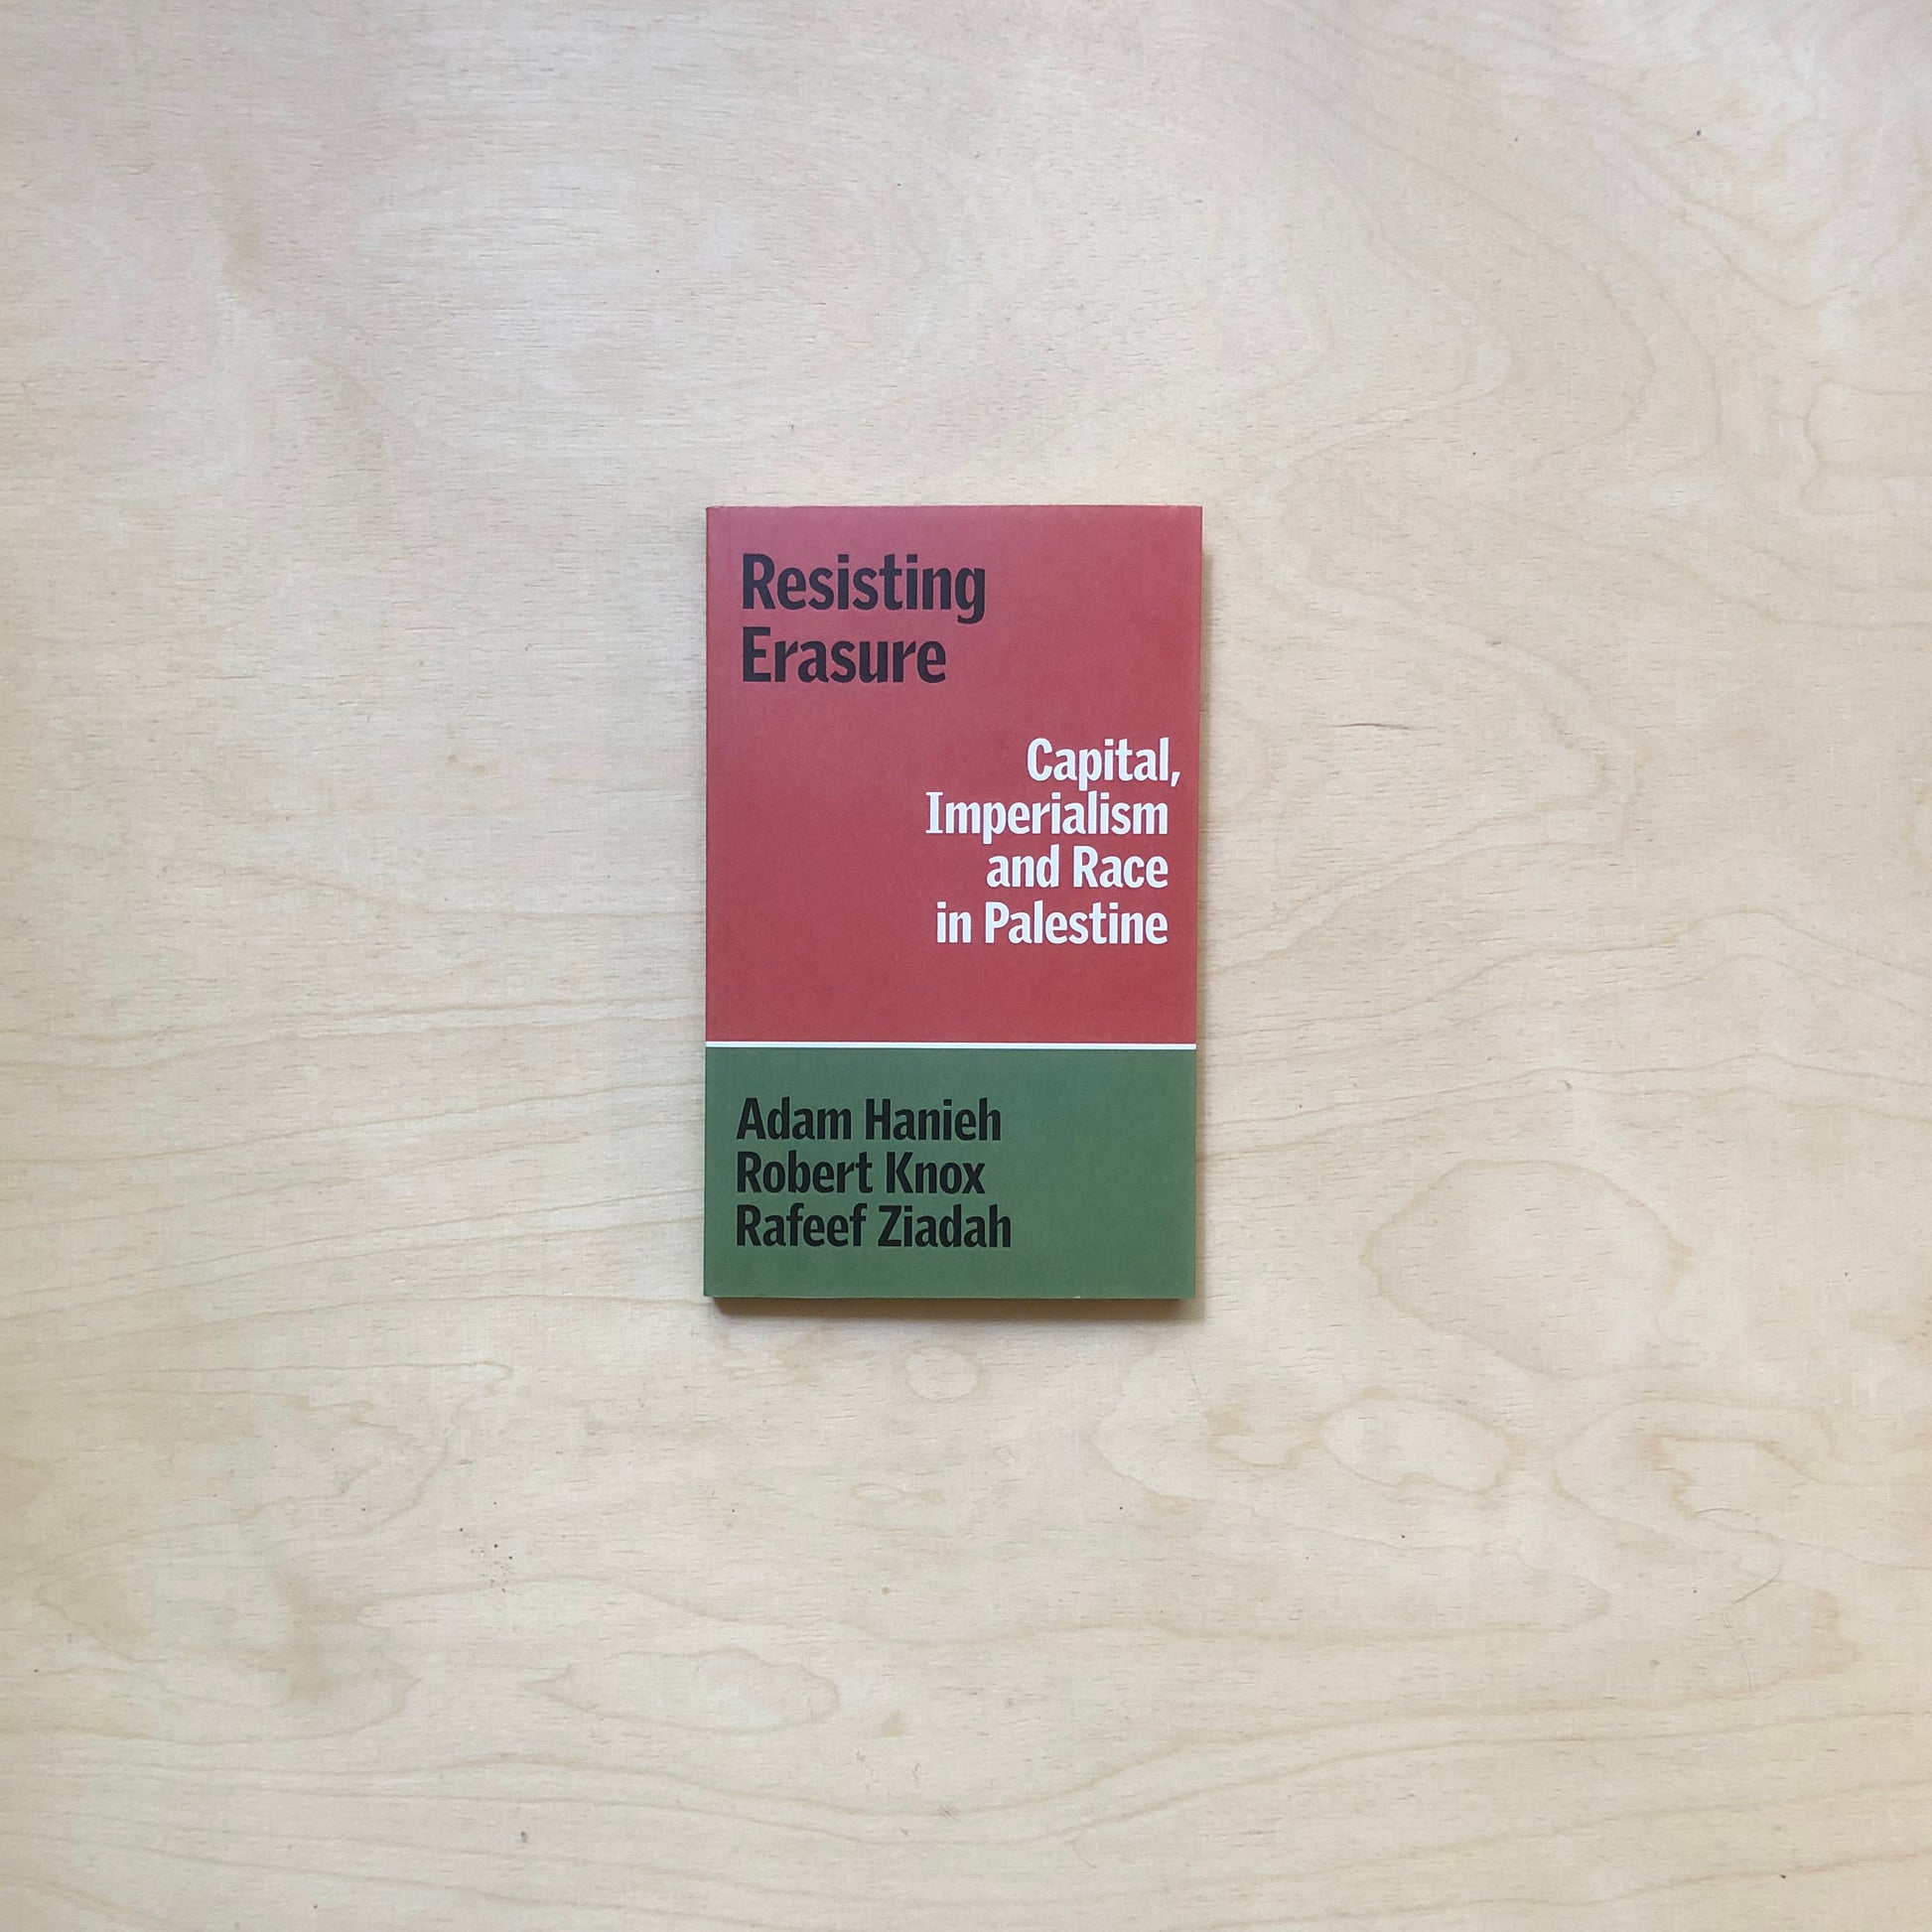 Resisting
Erasure
Capital,
Imperialism
and Race
in Palestine
Adam Hanieh
Robert Knox
Rafeef Ziadah